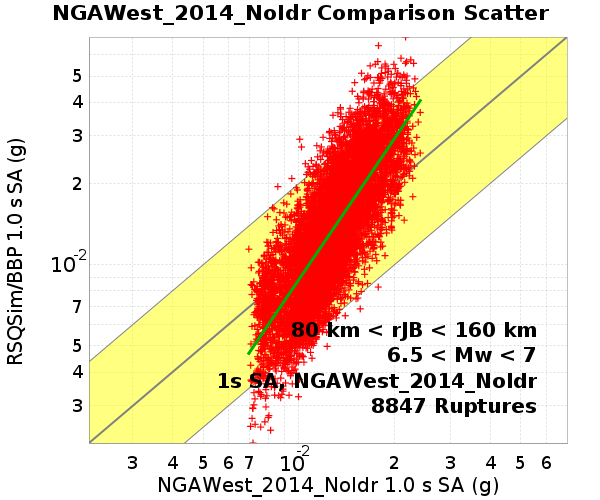 NGAWest_2014_NoIdr Comparison Scatter
RSQSim/BBP 1.0 s SA (g)
5
4
3
2
10-2
7
5
4
3
80 km < rJB < 160 km
6.5 < Mw < 7
1s SA, NGAWest_2014_NoIdr
8847 Ruptures
3 4 5 6 7 10-2 2 3 4 5 6
NGAWest_2014_NoIdr 1.0 s SA (g)